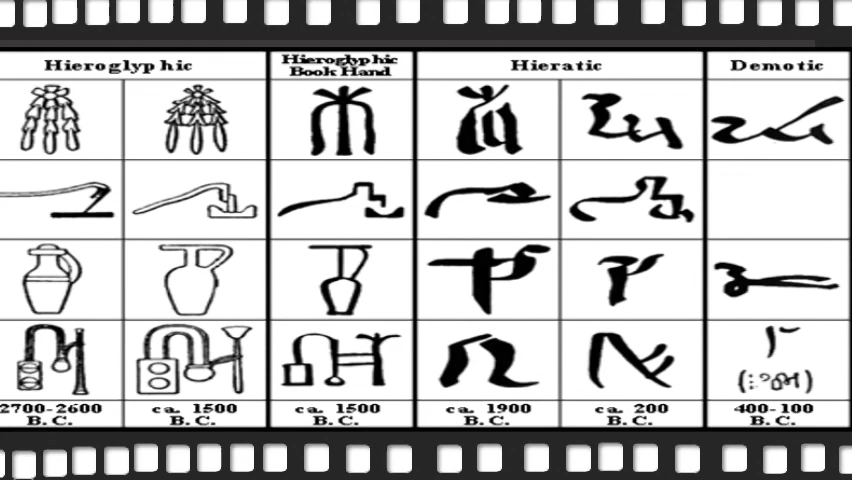 Hieroglyphic
Hieroglyphic
Book Hand
Hieratic
Demotic
2700-2600
B. C.
ca. 1500
B. C.
ca. 1500
B. C.
ca. 1900
B. C.
ca. 200
B. C.
400-100
B. C.